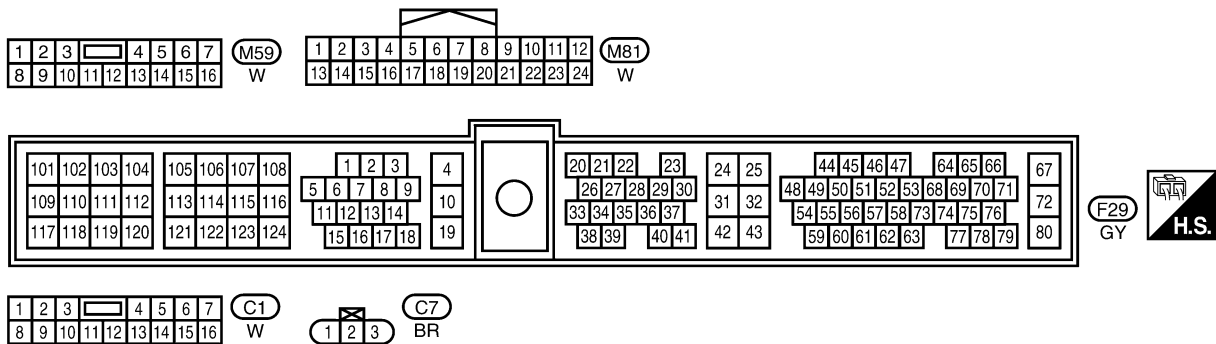 1 2 3 4 5 6 7
8 9 10 11 12 13 14 15 16
M59
W
1 2 3 4 5 6 7 8 9 10 11 12
13 14 15 16 17 18 19 20 21 22 23 24
M81
W
101 102 103 104 105 106 107 108 1 2 3 4 20 21 22 23 24 25 44 45 46 47 64 65 66 67
5 6 7 8 9 26 27 28 29 30 48 49 50 51 52 53 68 69 70 71
109 110 111 112 113 114 115 116 10 31 32 72
11 12 13 14 33 34 35 36 37 54 55 56 57 58 73 74 75 76
117 118 119 120 121 122 123 124 15 16 17 18 19 38 39 40 41 42 43 59 60 61 62 63 77 78 79 80
F29
GY
H.S.
1 2 3 4 5 6 7
8 9 10 11 12 13 14 15 16
C1
W
1 2 3
C7
BR